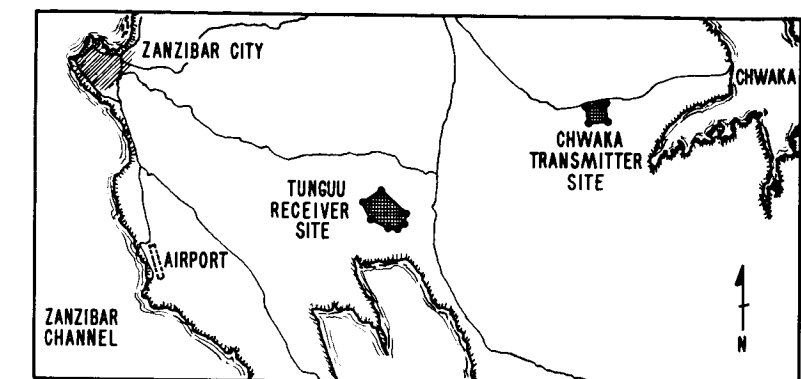 ZANZIBAR CITY
CHWAKA
CHWAKA
TRANSMITTER
SITE
TUNGUU
RECEIVER
SITE
AIRPORT
ZANZIBAR
CHANNEL
N